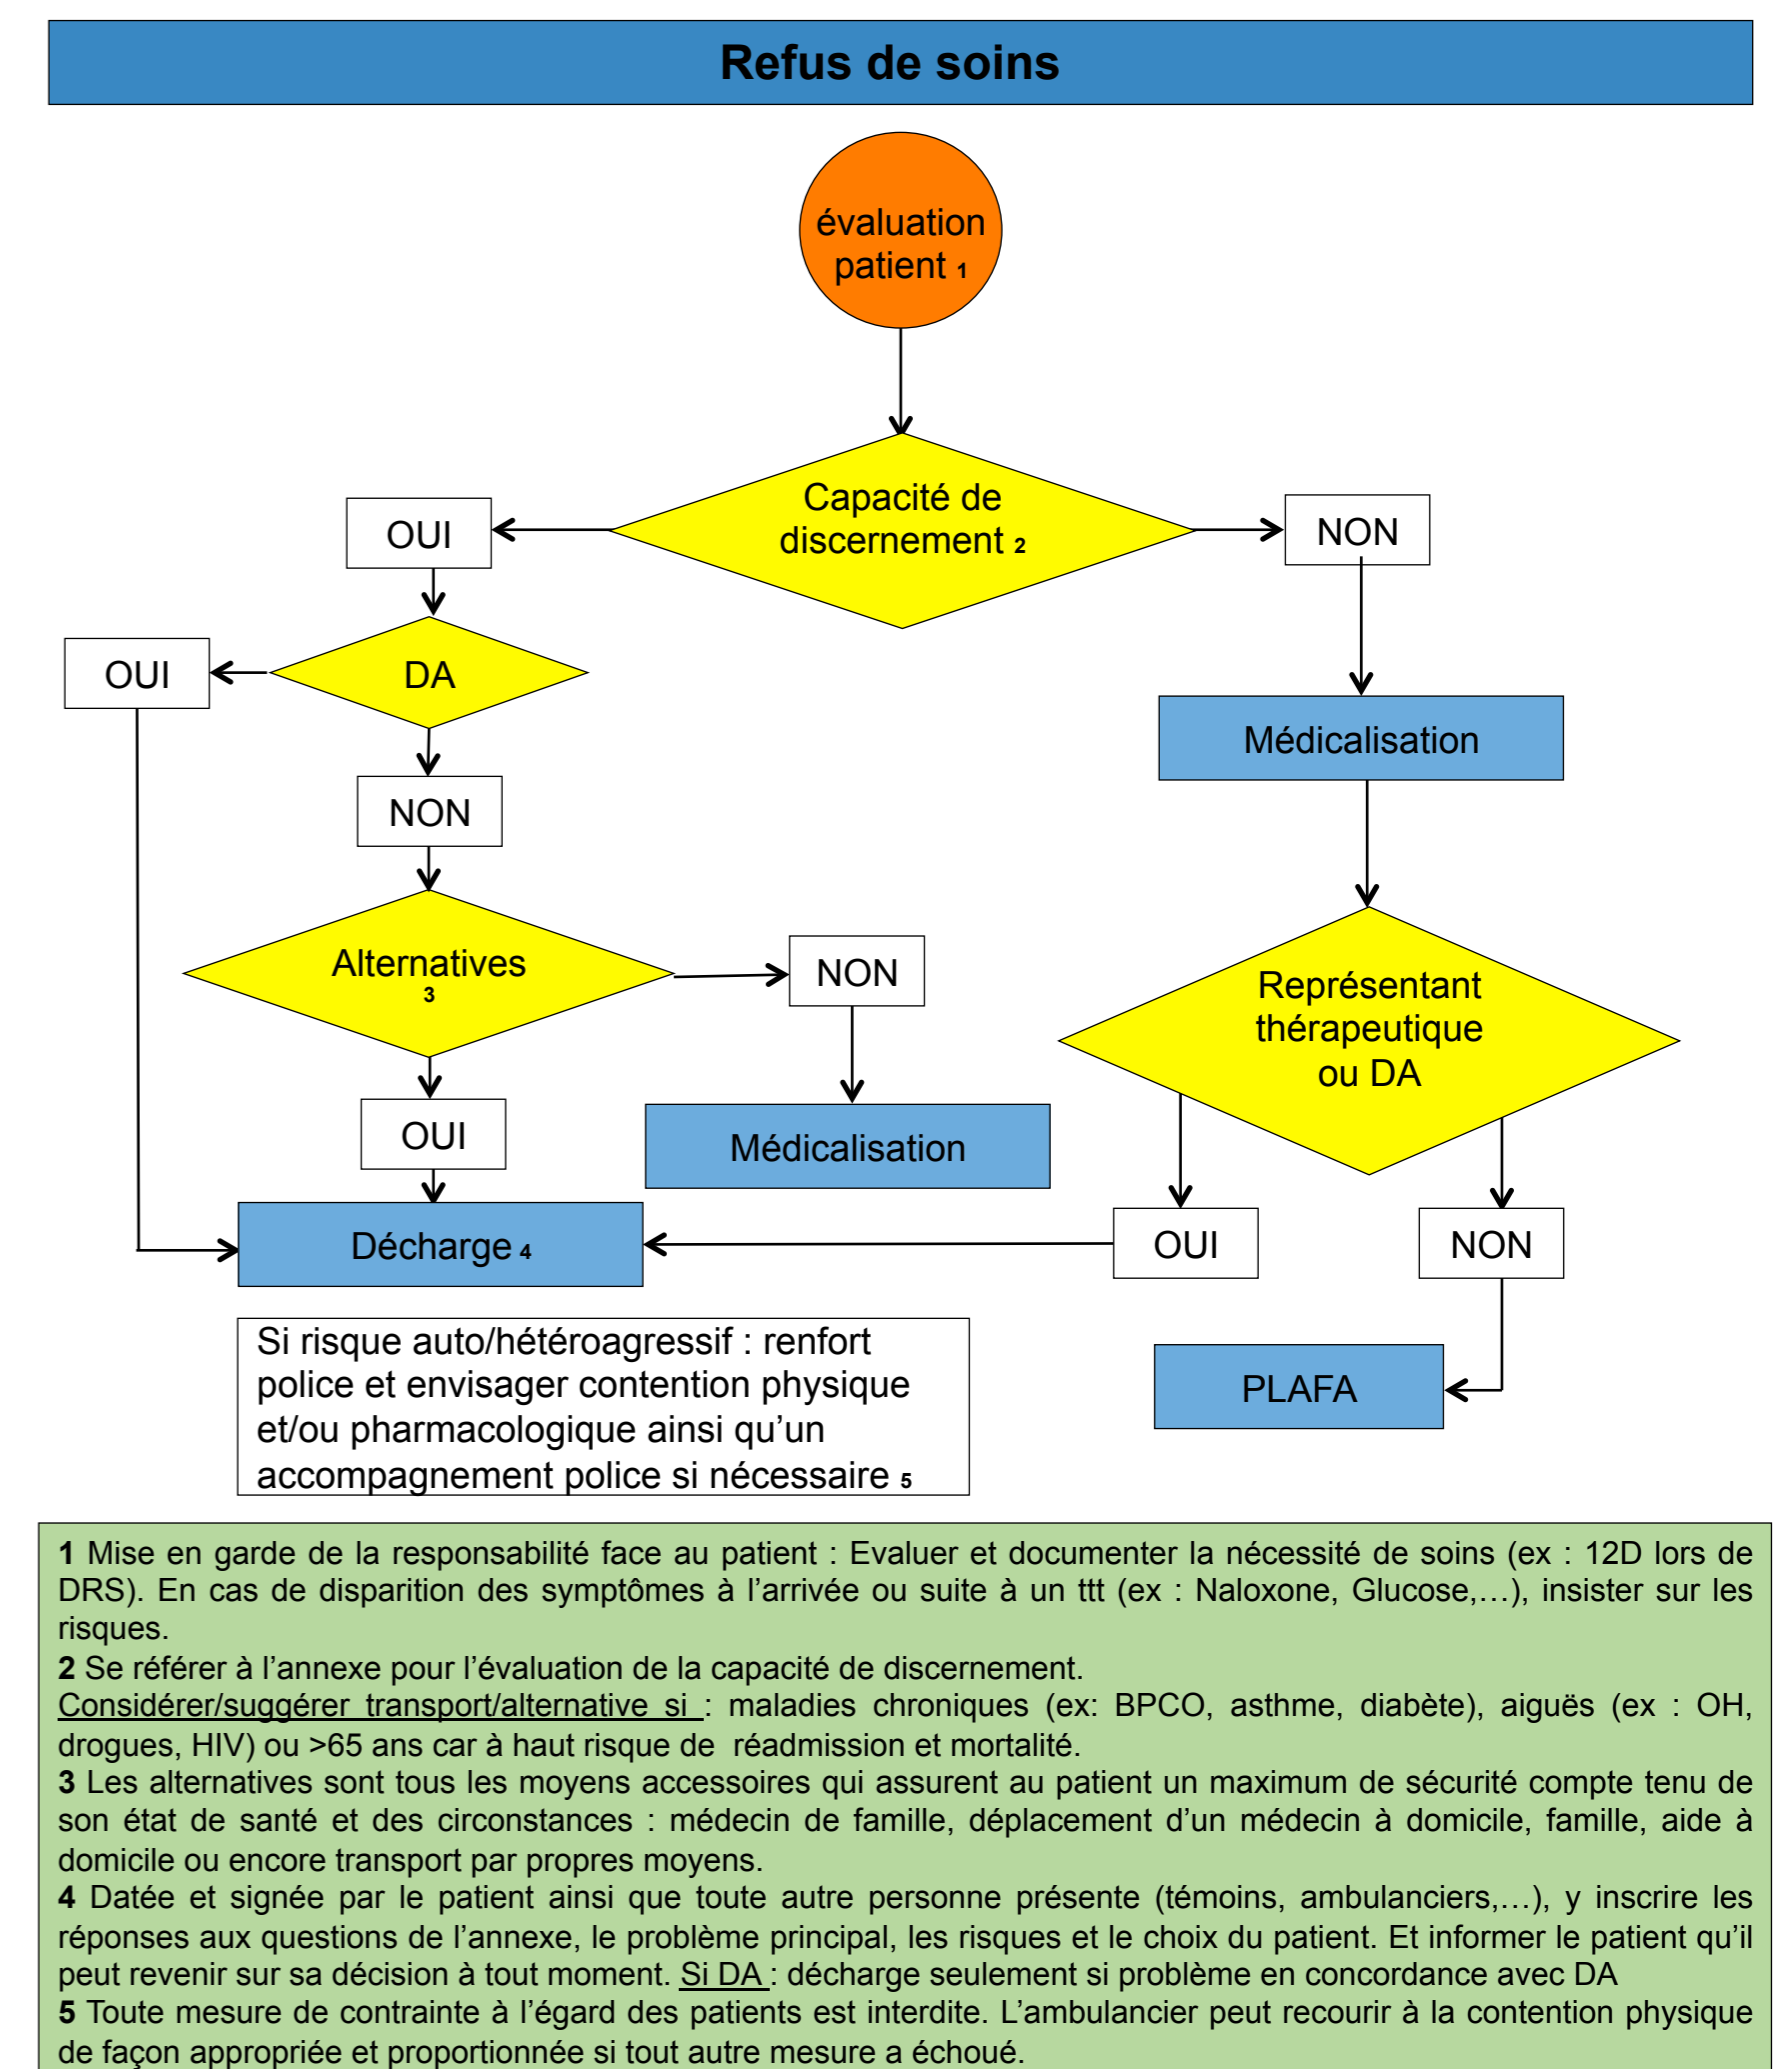 Refus de soins
évaluation
patient 1
Capacité de
discernement 2
OUI
NON
DA
OUI
NON
Médicalisation
Alternatives
3
NON
OUI
Médicalisation
Représentant
thérapeutique
ou DA
Décharge 4
OUI
NON
Si risque auto/hétéroagressif : renfort
police et envisager contention physique
et/ou pharmacologique ainsi qu’un
accompagnement police si nécessaire 5
PLAFA
1 Mise en garde de la responsabilité face au patient : Evaluer et documenter la nécessité de soins (ex : 12D lors de
DRS). En cas de disparition des symptômes à l’arrivée ou suite à un ttt (ex : Naloxone, Glucose,…), insister sur les
risques.
2 Se référer à l’annexe pour l’évaluation de la capacité de discernement.
Considérer/suggérer transport/alternative si : maladies chroniques (ex: BPCO, asthme, diabète), aiguës (ex : OH,
drogues, HIV) ou >65 ans car à haut risque de réadmission et mortalité.
3 Les alternatives sont tous les moyens accessoires qui assurent au patient un maximum de sécurité compte tenu de
son état de santé et des circonstances : médecin de famille, déplacement d’un médecin à domicile, famille, aide à
domicile ou encore transport par propres moyens.
4 Datée et signée par le patient ainsi que toute autre personne présente (témoins, ambulanciers,…), y inscrire les
réponses aux questions de l’annexe, le problème principal, les risques et le choix du patient. Et informer le patient qu’il
peut revenir sur sa décision à tout moment. Si DA : décharge seulement si problème en concordance avec DA
5 Toute mesure de contrainte à l’égard des patients est interdite. L’ambulancier peut recourir à la contention physique
de façon appropriée et proportionnée si tout autre mesure a échoué.